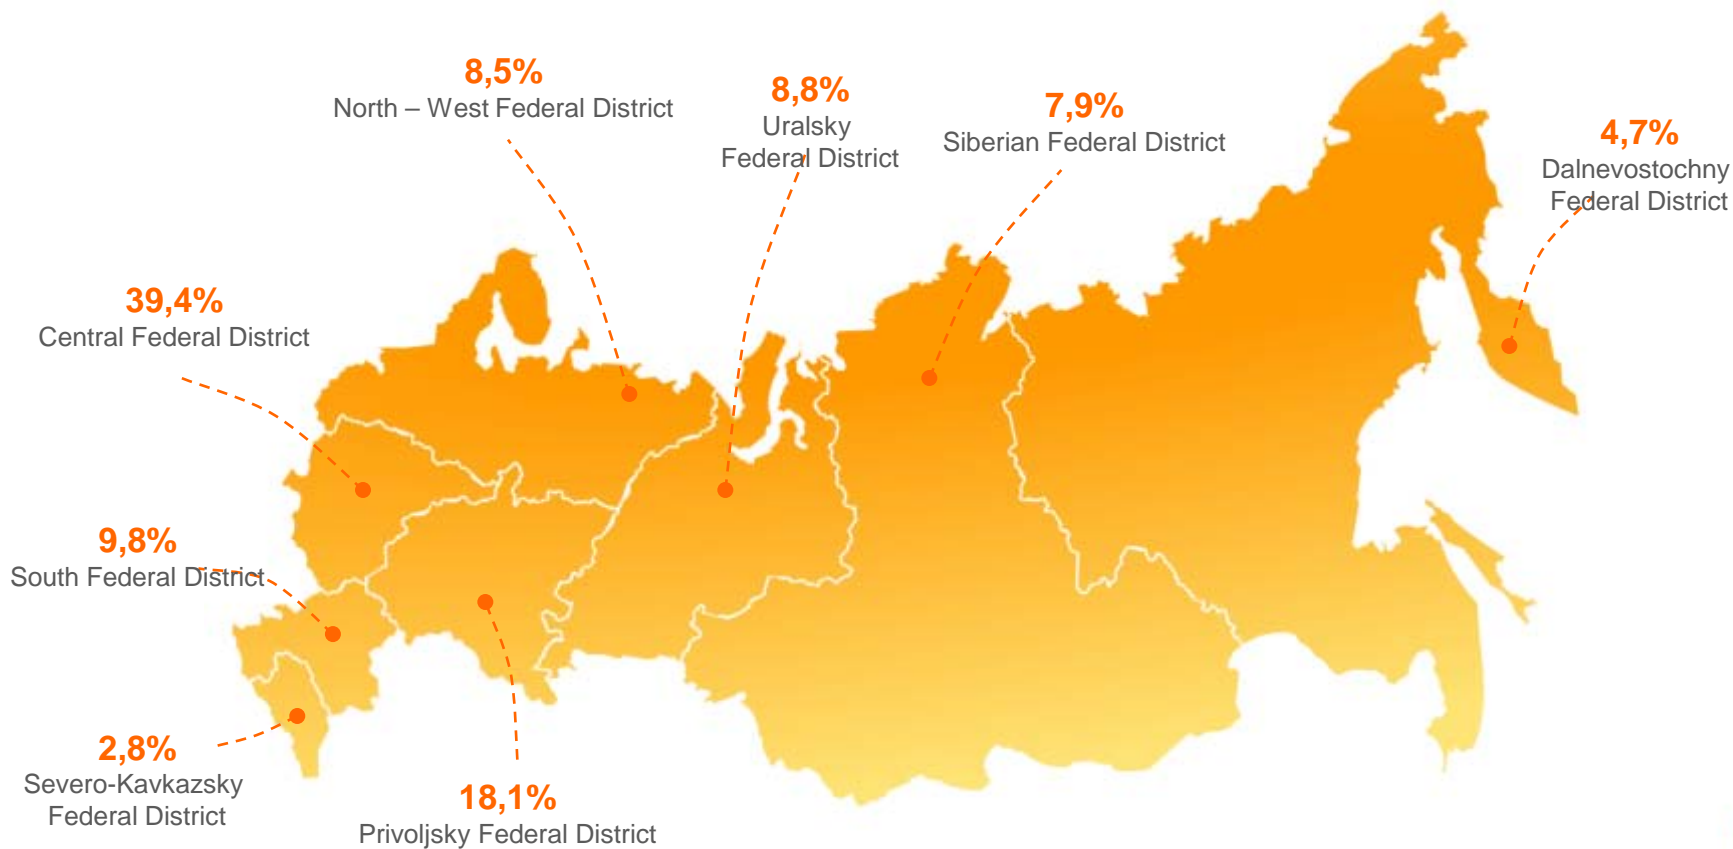 8,5%
North – West Federal District
8,8%
Uralsky
Federal District
7,9%
Siberian Federal District
4,7%
Dalnevostochny
Federal District
39,4%
Central Federal District
9,8%
South Federal District
2,8%
Severo-Kavkazsky
Federal District
18,1%
Privoljsky Federal District